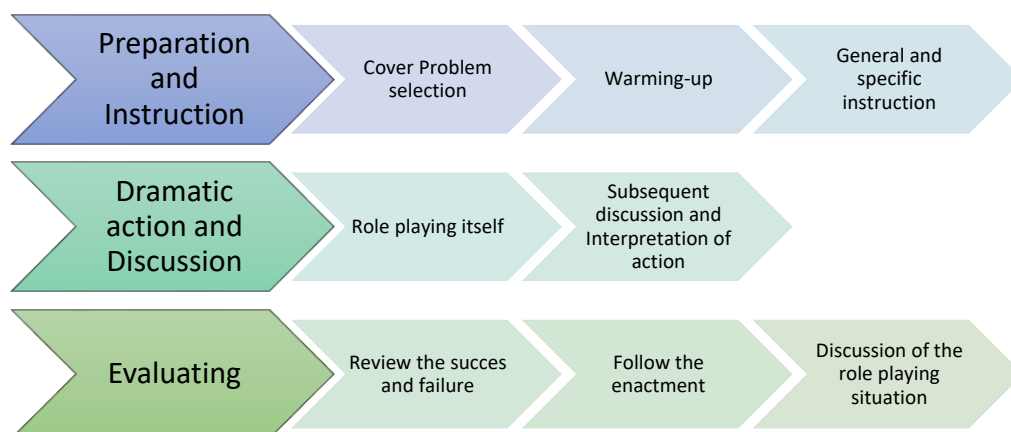 Preparation
and
Instruction
Cover Problem
selection
Warming-up
General and
specific
instruction
Dramatic
action and
Discussion
Role playing itself
Subsequent
discussion and
Interpretation of
action
Evaluating
Review the succes
and failure
Follow the
enactment
Discussion of the
role playing
situation